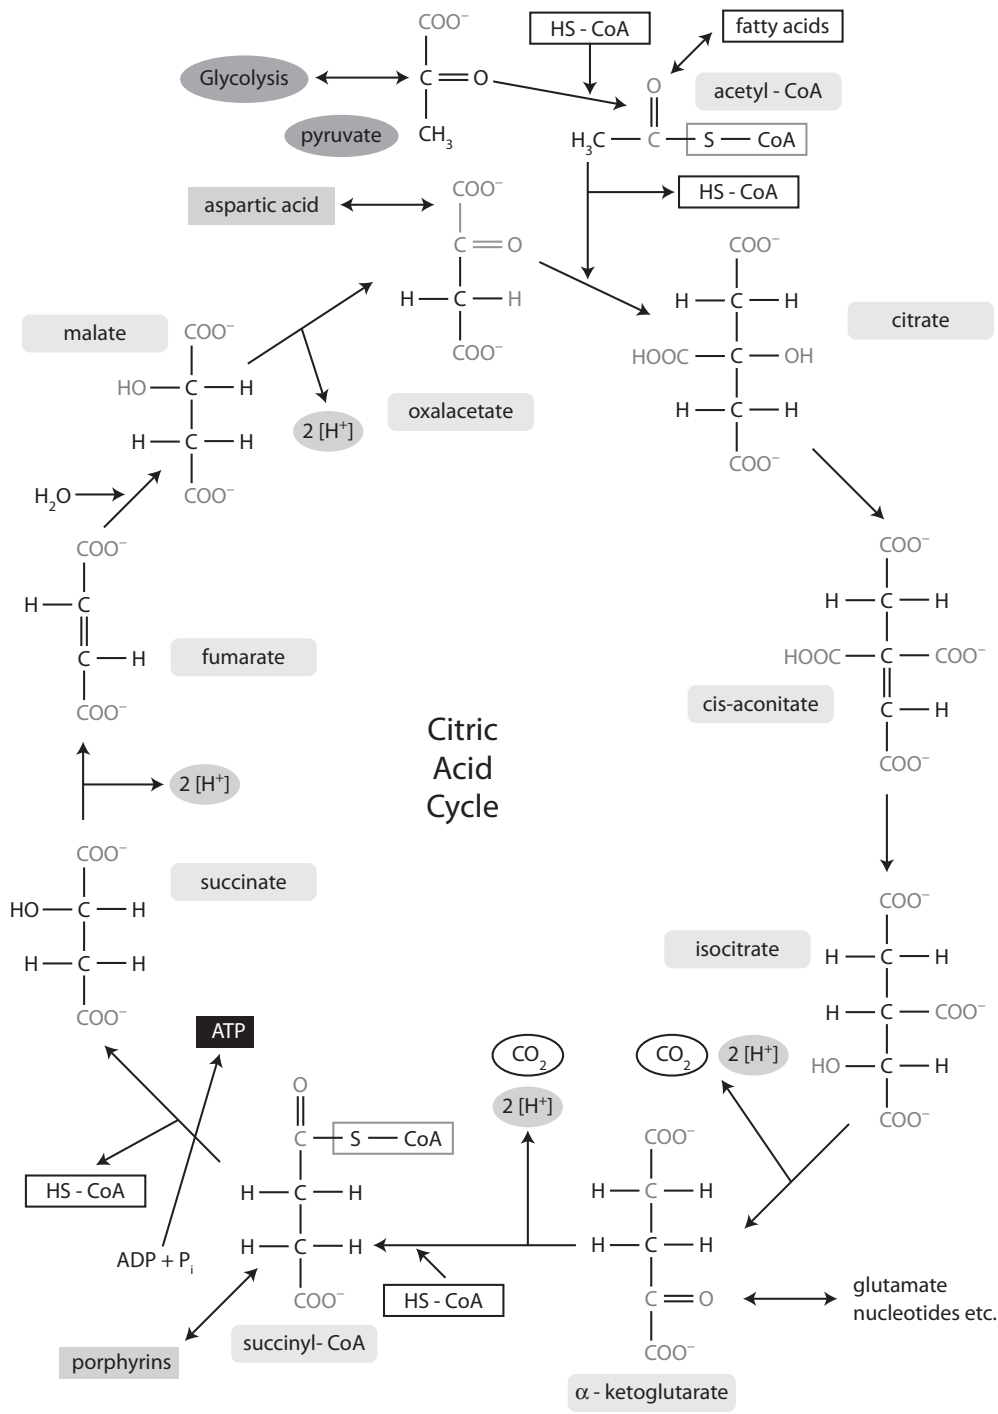 COO⁻
HS - CoA
fatty acids
Glycolysis
C = O
O
acetyl - CoA
pyruvate
CH₃
H₃C — C — S — CoA
aspartic acid
COO⁻
HS - CoA
C = O
COO⁻
H — C — H
H — C — H
citrate
malate
COO⁻
COO⁻
HOOC — C — OH
HO — C — H
oxalacetate
H — C — H
2 [H⁺]
H — C — H
COO⁻
H₂O
COO⁻
COO⁻
COO⁻
H — C
H — C — H
C — H
fumarate
HOOC — C — COO⁻
COO⁻
cis-aconitate
C — H
Citric
Acid
Cycle
COO⁻
2 [H⁺]
COO⁻
succinate
COO⁻
HO — C — H
isocitrate
H — C — H
H — C — H
H — C — COO⁻
COO⁻
ATP
CO₂
CO₂
2 [H⁺]
HO — C — H
O
2 [H⁺]
COO⁻
C — S — CoA
COO⁻
HS - CoA
H — C — H
H — C — H
H — C — H
H — C — H
ADP + Pᵢ
HS - CoA
COO⁻
C = O
glutamate
nucleotides etc.
succinyl- CoA
COO⁻
porphyrins
α - ketoglutarate